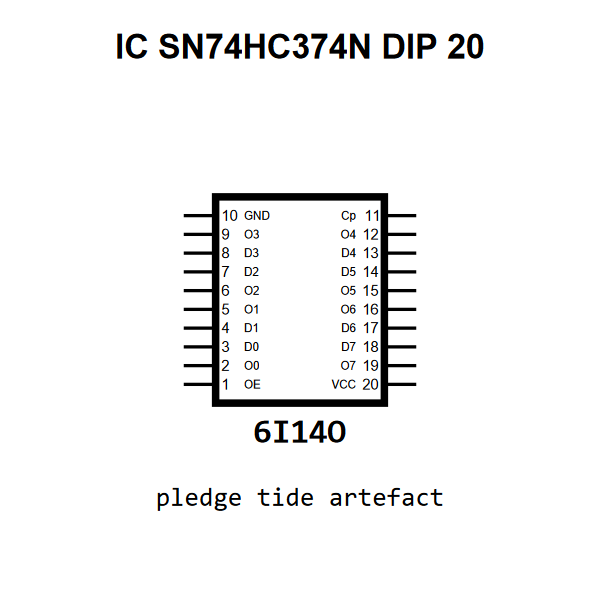 IC SN74HC374N DIP 20
10 GND Cp 11
9 O3 O4 12
8 D3 D4 13
7 D2 D5 14
6 O2 O5 15
5 O1 O6 16
4 D1 D6 17
3 D0 D7 18
2 O0 O7 19
1 OE VCC 20
6I14O
pledge tide artefact